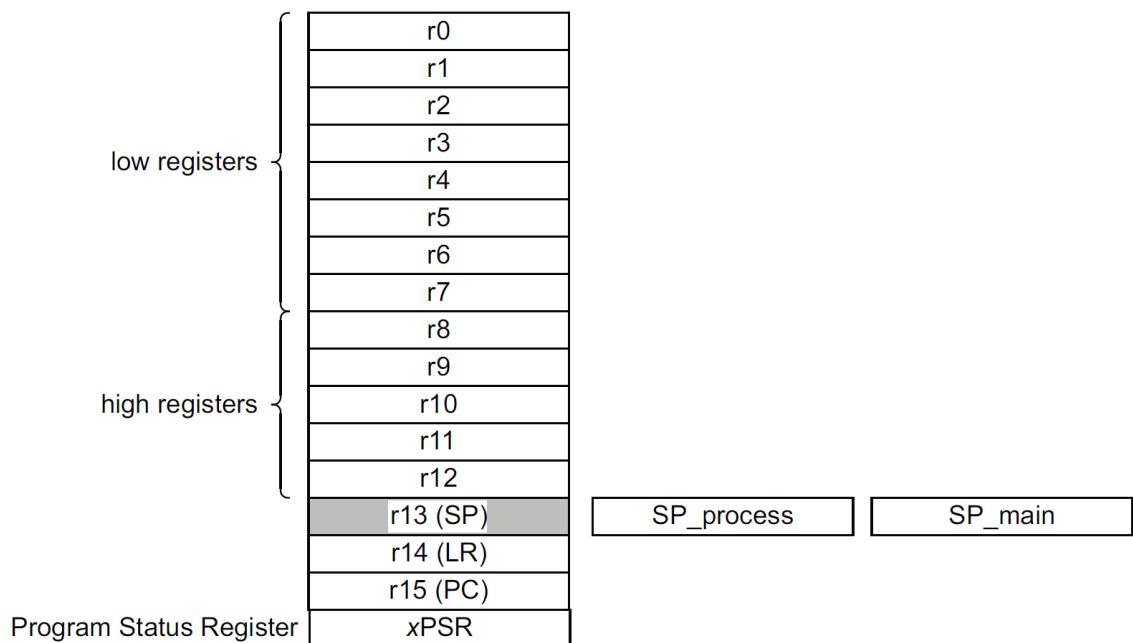 r0
r1
r2
r3
low registers
r4
r5
r6
r7
r8
r9
high registers
r10
r11
r12
r13 (SP)
SP_process
SP_main
r14 (LR)
r15 (PC)
Program Status Register
xPSR